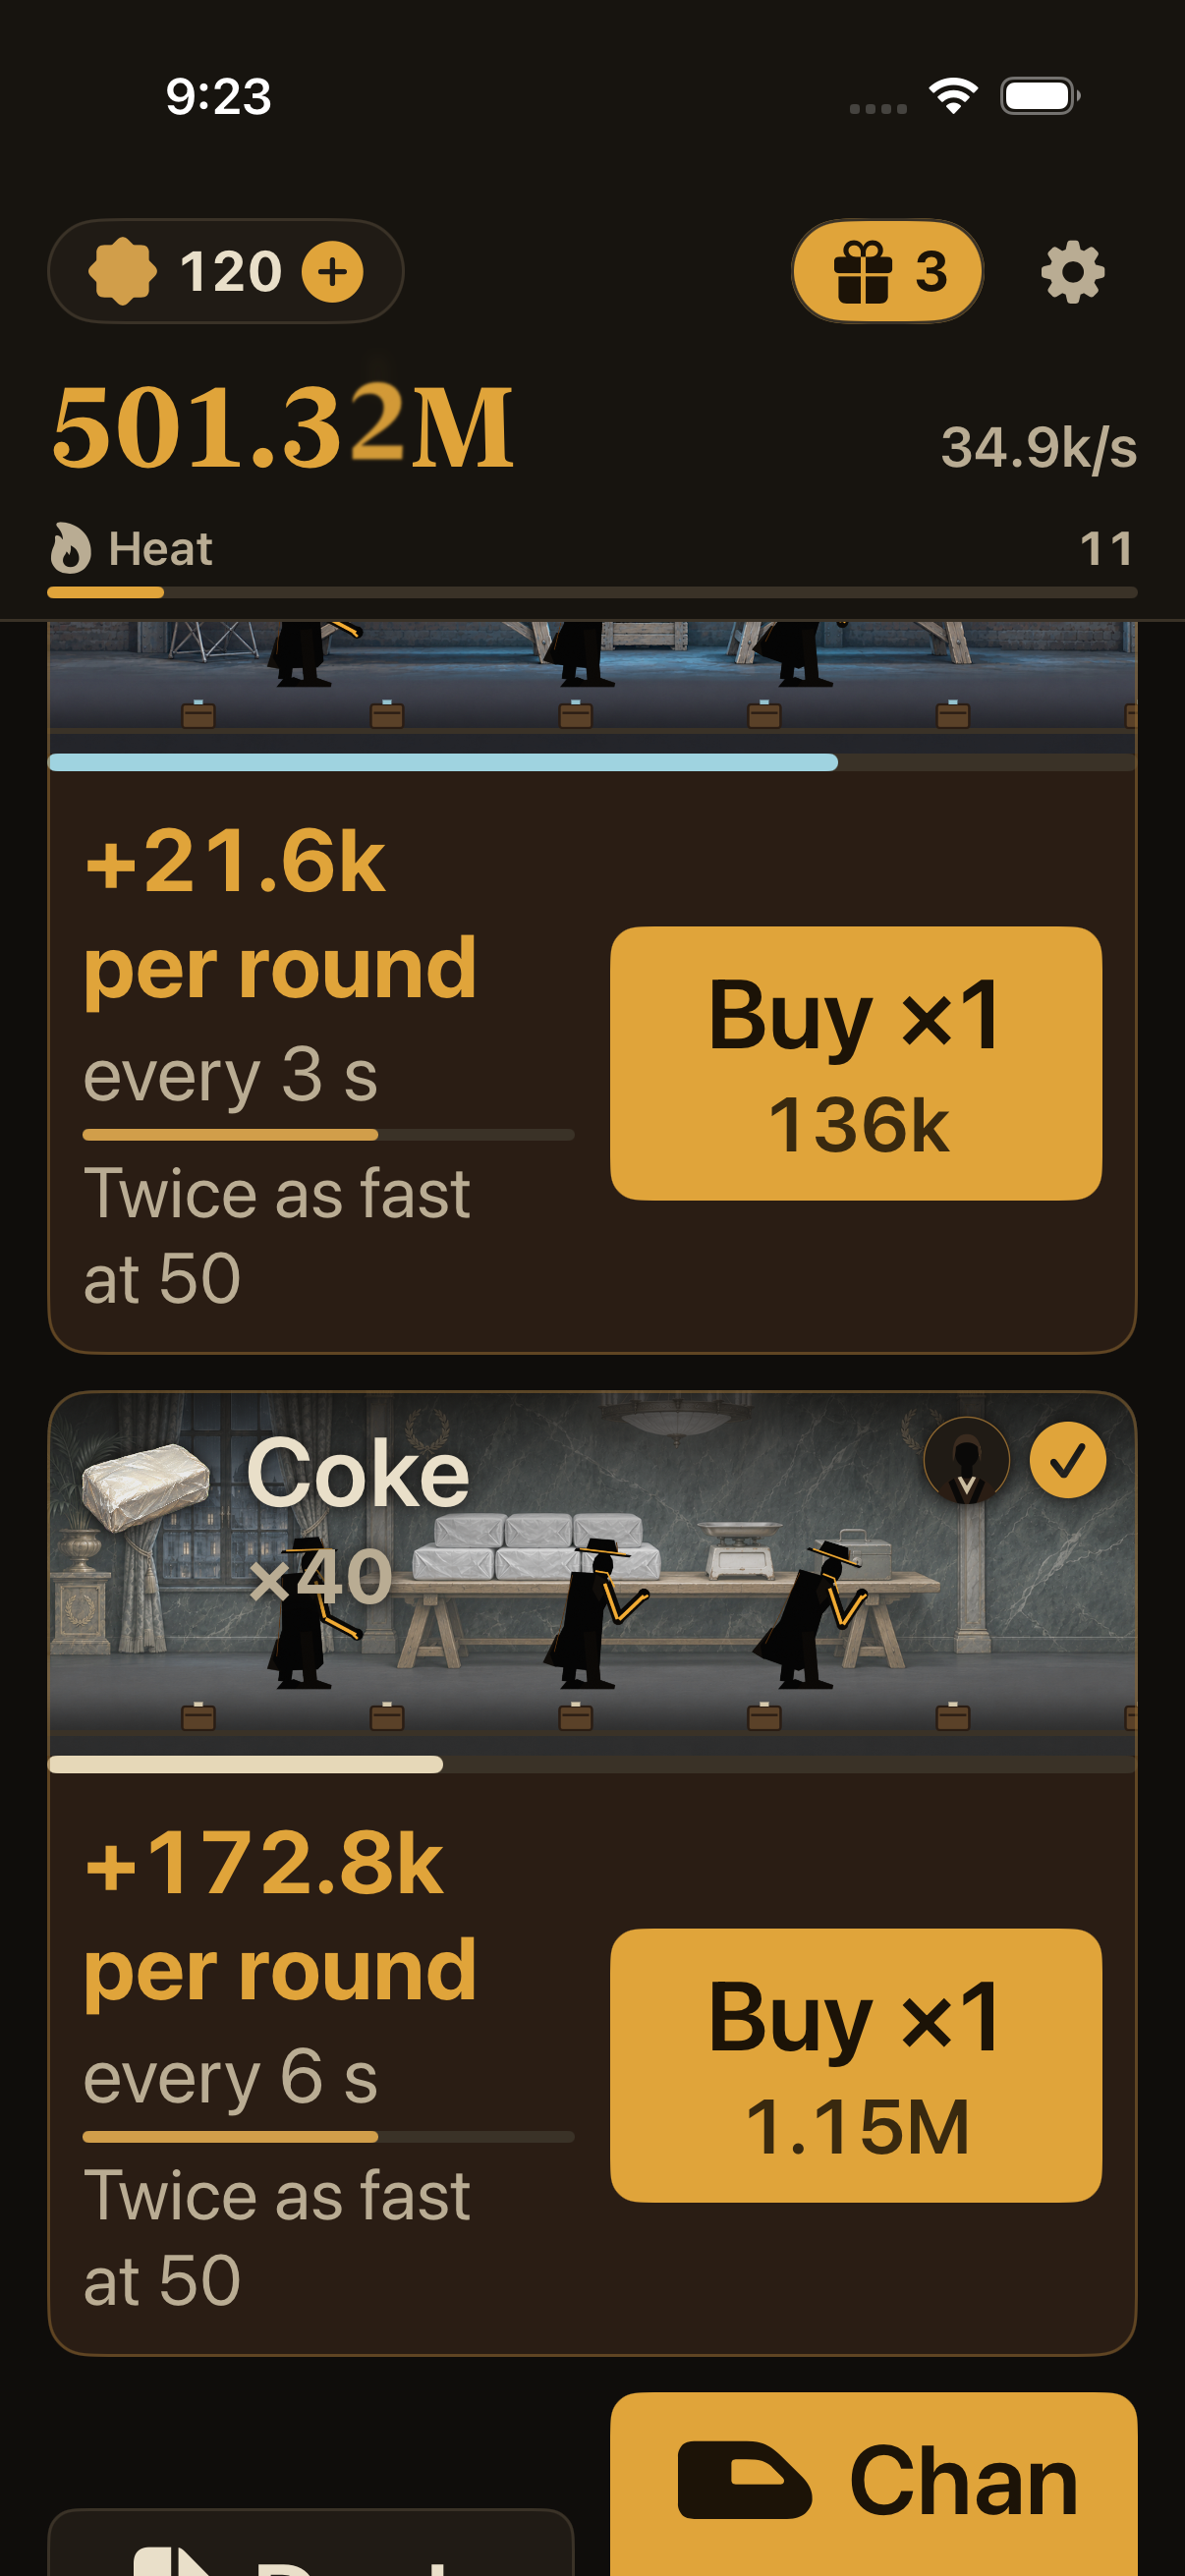 9:23
120
3
501.32M
34.9k/s
Heat
11
+21.6k
per round
every 3 s
Twice as fast
at 50
Buy ×1
136k
Coke
×40
+172.8k
per round
every 6 s
Twice as fast
at 50
Buy ×1
1.15M
Chan